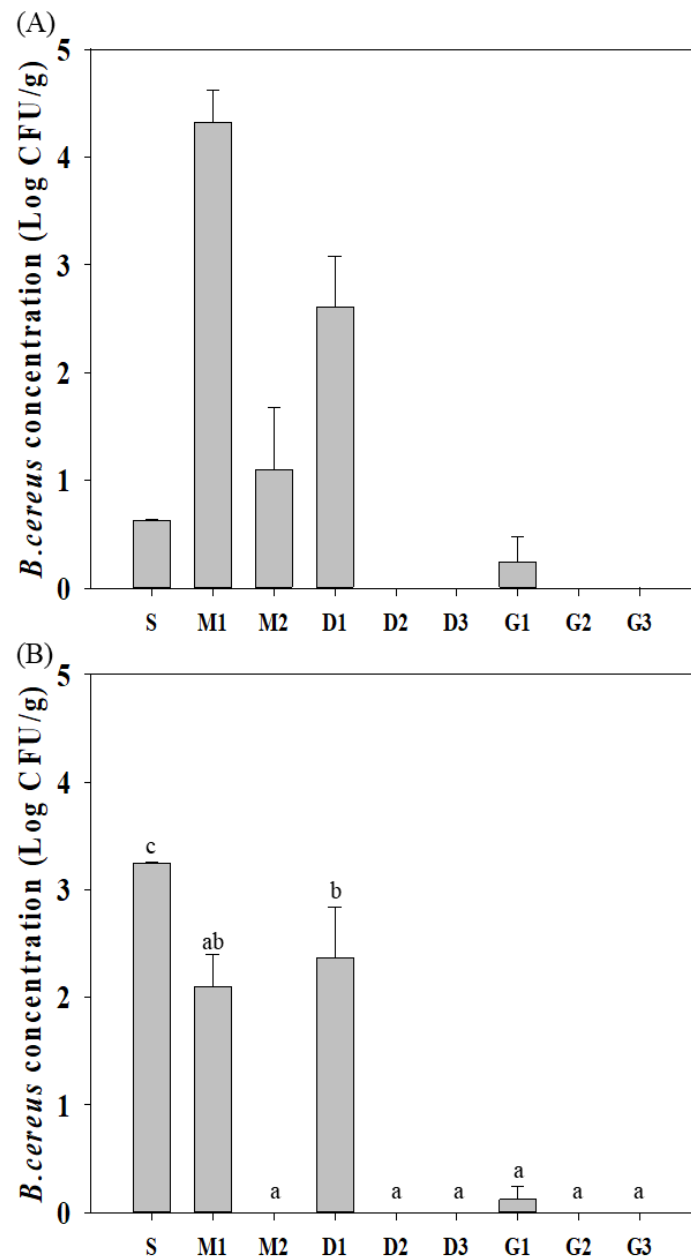 (A)
B.cereus concentration (Log CFU/g)
5
4
3
2
1
0
S M1 M2 D1 D2 D3 G1 G2 G3
(B)
B.cereus concentration (Log CFU/g)
5
4
3
2
1
0
c
ab
a
b
a
a
a
a
a
S M1 M2 D1 D2 D3 G1 G2 G3